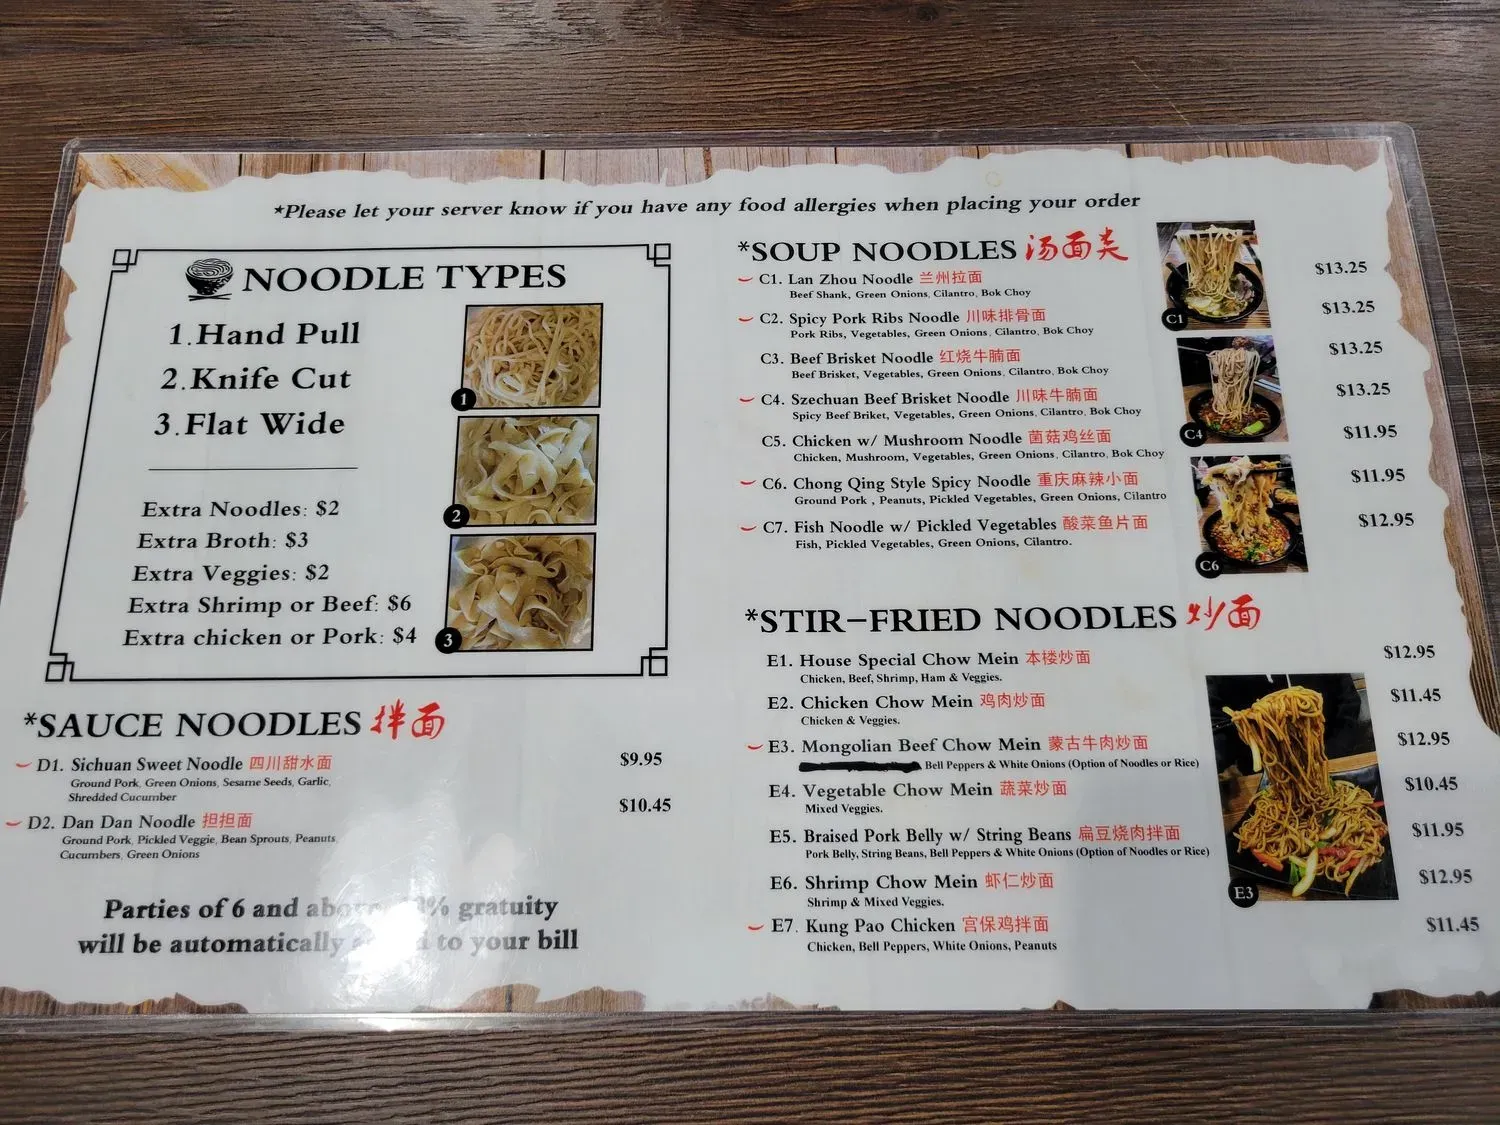 *Please let your server know if you have any food allergies when placing your order
NOODLE TYPES
1.Hand Pull
2.Knife Cut
3.Flat Wide
1
2
3
Extra Noodles: $2
Extra Broth: $3
Extra Veggies: $2
Extra Shrimp or Beef: $6
Extra chicken or Pork: $4
*SAUCE NOODLES 拌面
D1. Sichuan Sweet Noodle 四川甜水面 $9.95
Ground Pork, Green Onions, Sesame Seeds, Garlic,
Shredded Cucumber
D2. Dan Dan Noodle 担担面 $10.45
Ground Pork, Pickled Veggie, Bean Sprouts, Peanuts,
Cucumbers, Green Onions
Parties of 6 and % gratuity
will be automatically to your bill
*SOUP NOODLES 汤面类
C1. Lan Zhou Noodle 兰州拉面 $13.25
Beef Shank, Green Onions, Cilantro, Bok Choy
C2. Spicy Pork Ribs Noodle 川味排骨面 $13.25
Pork Ribs, Vegetables, Green Onions, Cilantro, Bok Choy
C3. Beef Brisket Noodle 红烧牛腩面 $13.25
Beef Brisket, Vegetables, Green Onions, Cilantro, Bok Choy
C4. Szechuan Beef Brisket Noodle 川味牛腩面 $13.25
Spicy Beef Briket, Vegetables, Green Onions, Cilantro, Bok Choy
C5. Chicken w/ Mushroom Noodle 菌菇鸡丝面 $11.95
Chicken, Mushroom, Vegetables, Green Onions, Cilantro, Bok Choy
C6. Chong Qing Style Spicy Noodle 重庆麻辣小面 $11.95
Ground Pork , Peanuts, Pickled Vegetables, Green Onions, Cilantro
C7. Fish Noodle w/ Pickled Vegetables 酸菜鱼片面 $12.95
Fish, Pickled Vegetables, Green Onions, Cilantro.
C1
C4
C6
*STIR-FRIED NOODLES 炒面
E1. House Special Chow Mein 本楼炒面 $12.95
Chicken, Beef, Shrimp, Ham & Veggies.
E2. Chicken Chow Mein 鸡肉炒面 $11.45
Chicken & Veggies.
E3. Mongolian Beef Chow Mein 蒙古牛肉炒面 $12.95
, Bell Peppers & White Onions (Option of Noodles or Rice)
E4. Vegetable Chow Mein 蔬菜炒面 $10.45
Mixed Veggies.
E5. Braised Pork Belly w/ String Beans 扁豆烧肉拌面 $11.95
Pork Belly, String Beans, Bell Peppers & White Onions (Option of Noodles or Rice)
E6. Shrimp Chow Mein 虾仁炒面 $12.95
Shrimp & Mixed Veggies.
E7. Kung Pao Chicken 宫保鸡拌面 $11.45
Chicken, Bell Peppers, White Onions, Peanuts
E3